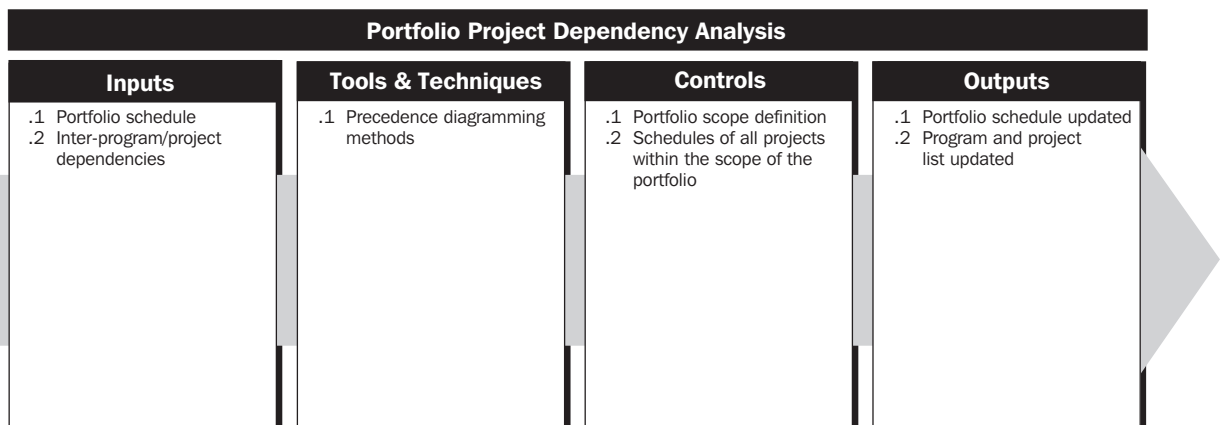 Portfolio Project Dependency Analysis
Inputs
.1 Portfolio schedule
.2 Inter-program/project
dependencies
Tools & Techniques
.1 Precedence diagramming
methods
Controls
.1 Portfolio scope definition
.2 Schedules of all projects
within the scope of the
portfolio
Outputs
.1 Portfolio schedule updated
.2 Program and project
list updated